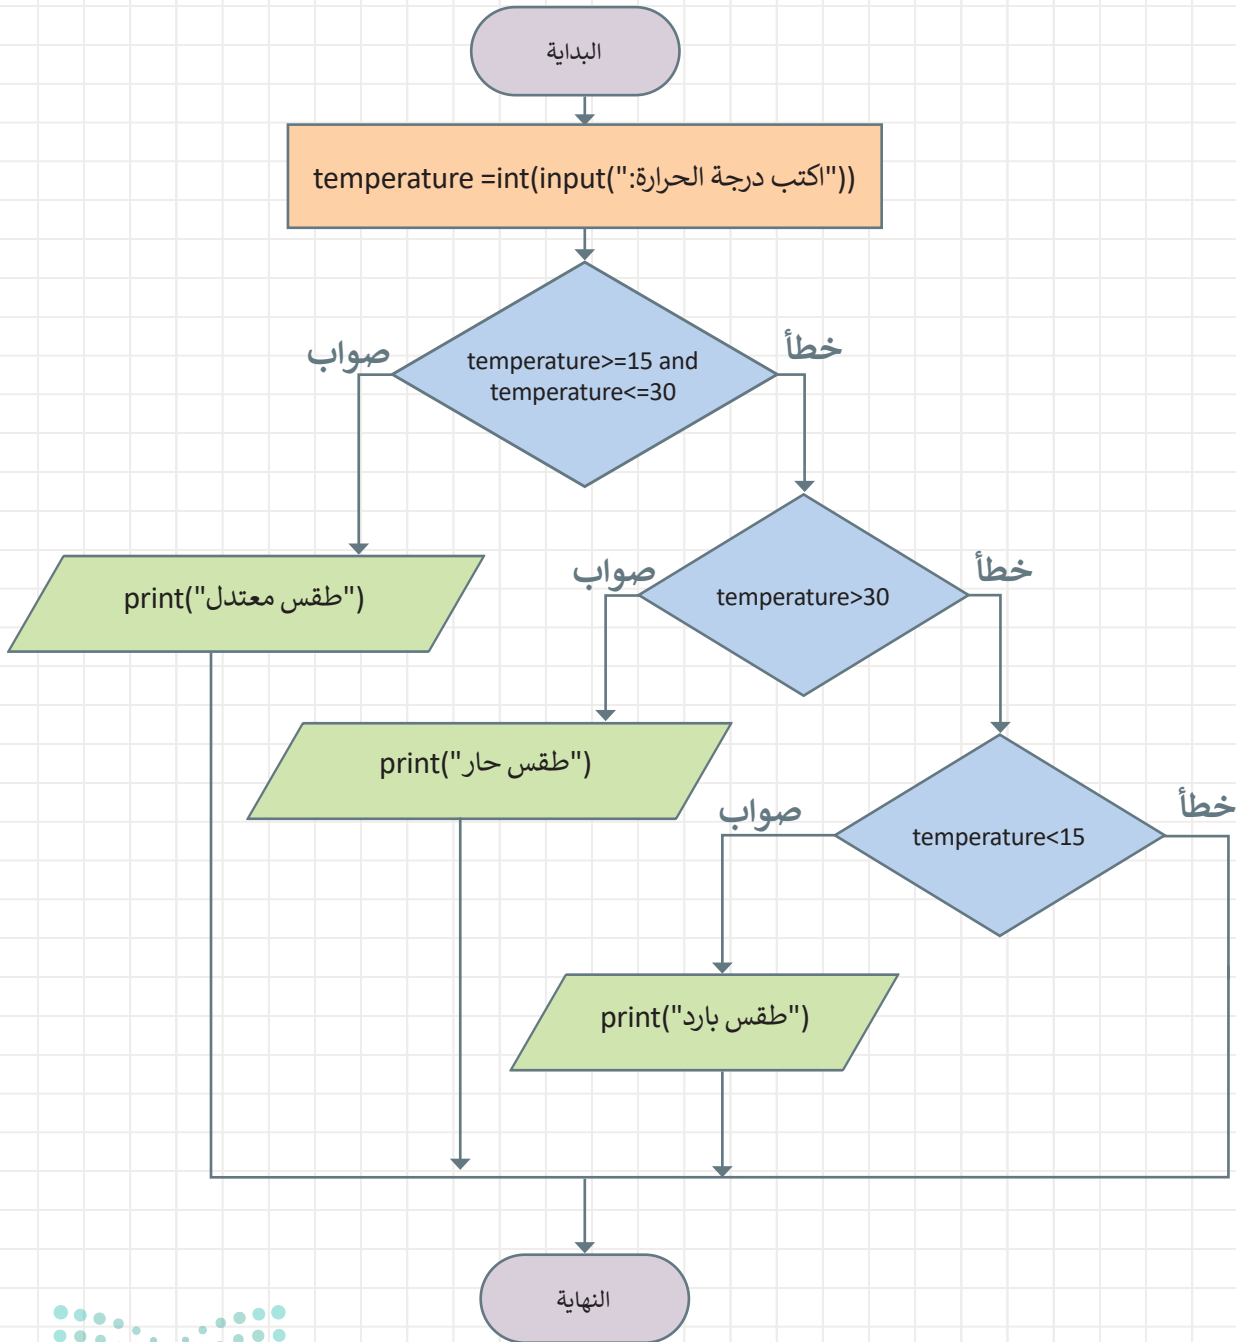 البداية
temperature =int(input("اكتب درجة الحرارة:"))
temperature>=15 and
temperature<=30
صواب
خطأ
temperature>30
صواب
خطأ
print("طقس معتدل")
print("طقس حار")
temperature<15
صواب
خطأ
print("طقس بارد")
النهاية